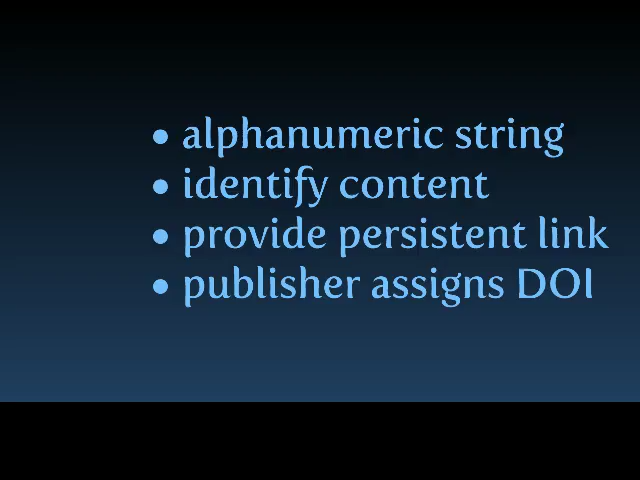 • alphanumeric string
• identify content
• provide persistent link
• publisher assigns DOI